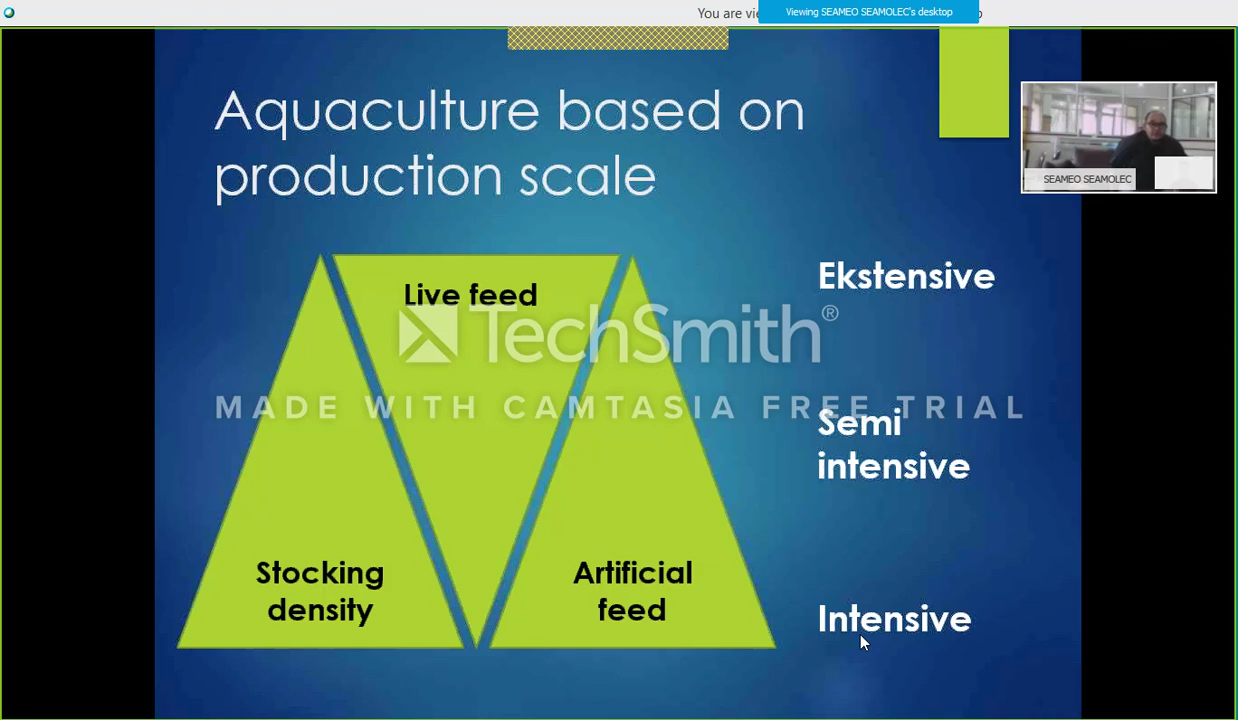 You are vie
Viewing SEAMEO SEAMOLEC's desktop
Aquaculture based on
production scale
SEAMEO SEAMOLEC
Live feed
Ekstensive
TechSmith®
MADE WITH CAMTASIA FREE TRIAL
Semi
intensive
Stocking
density
Artificial
feed
Intensive